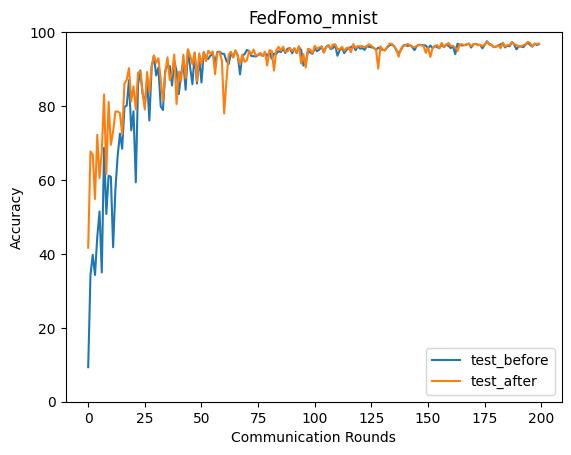 FedFomo_mnist
100
80
60
40
20
0
Accuracy
0 25 50 75 100 125 150 175 200
Communication Rounds
test_before
test_after